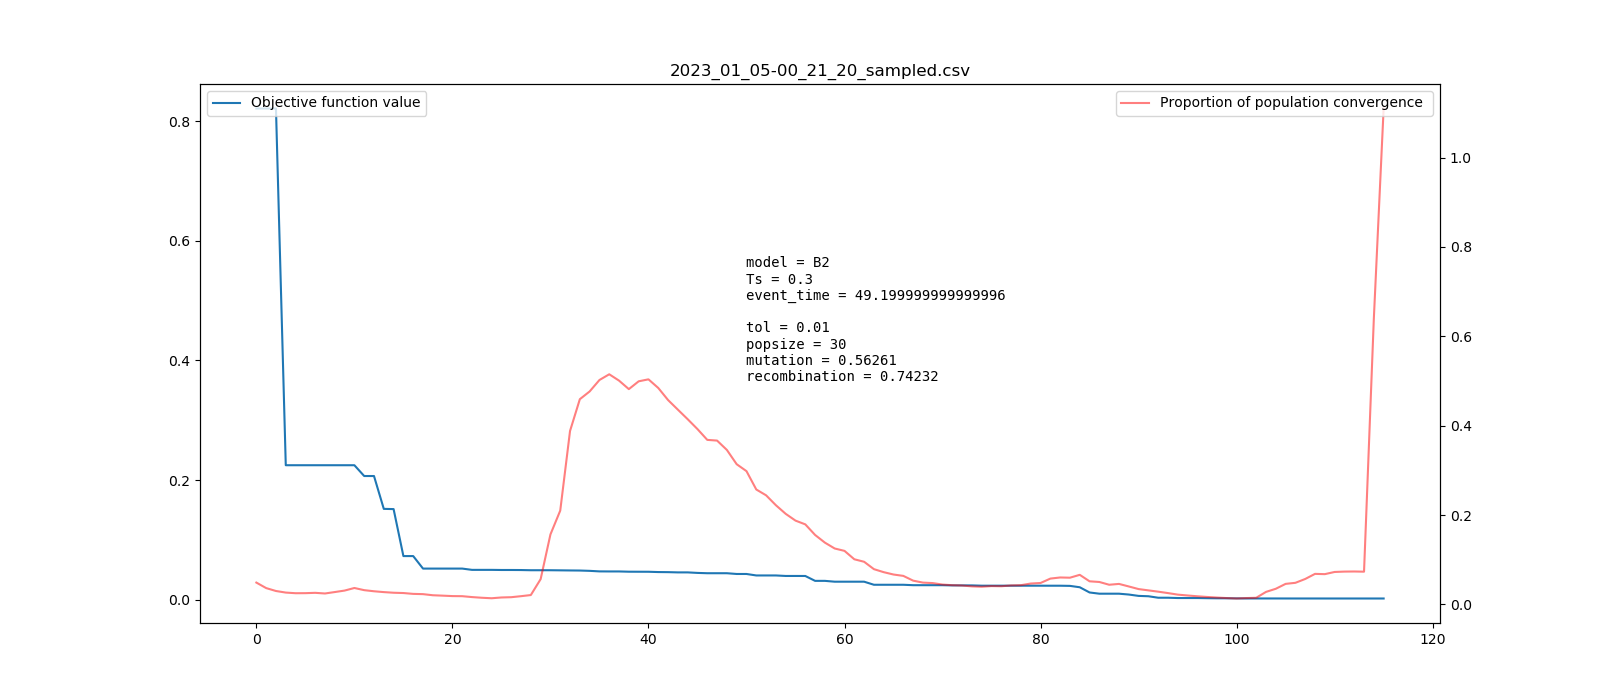 2023_01_05-00_21_20_sampled.csv
Objective function value
Proportion of population convergence
0.8
0.6
0.4
0.2
0.0
model = B2
Ts = 0.3
event_time = 49.199999999999996
tol = 0.01
popsize = 30
mutation = 0.56261
recombination = 0.74232
1.0
0.8
0.6
0.4
0.2
0.0
0 20 40 60 80 100 120